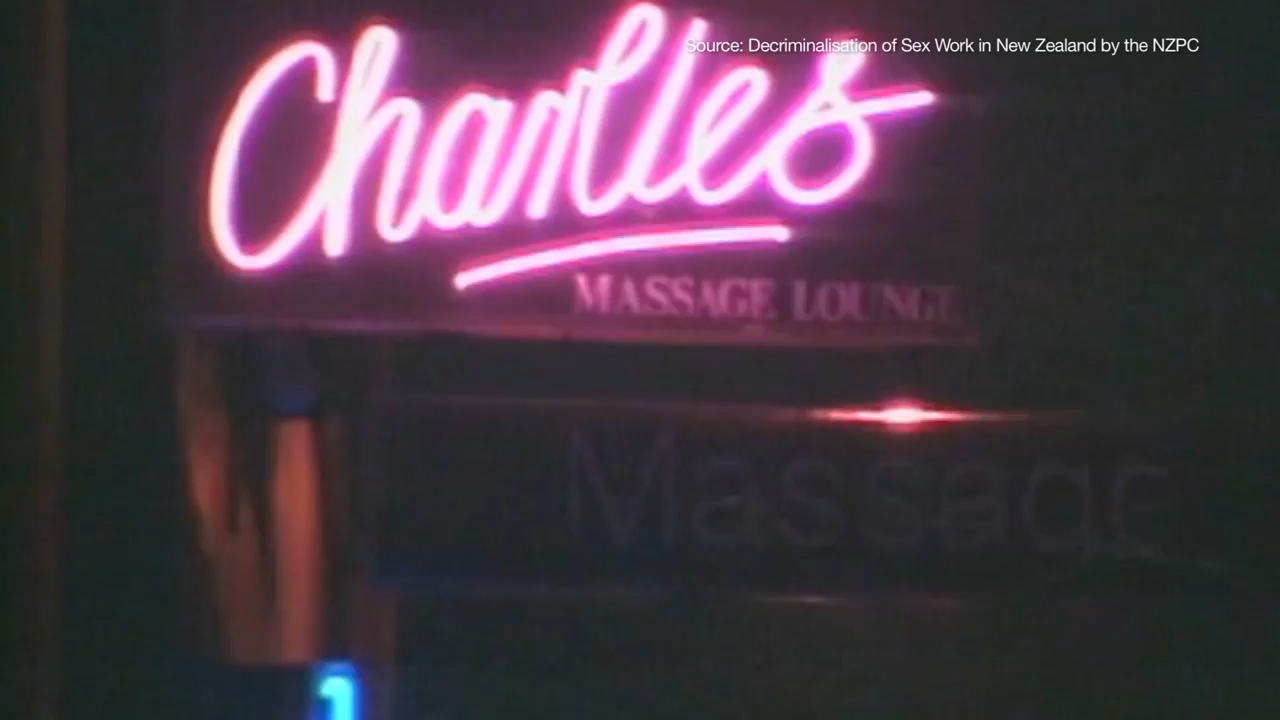 Source: Decriminalisation of Sex Work in New Zealand by the NZPC
Charlies
MASSAGE LOUNGE
Massage